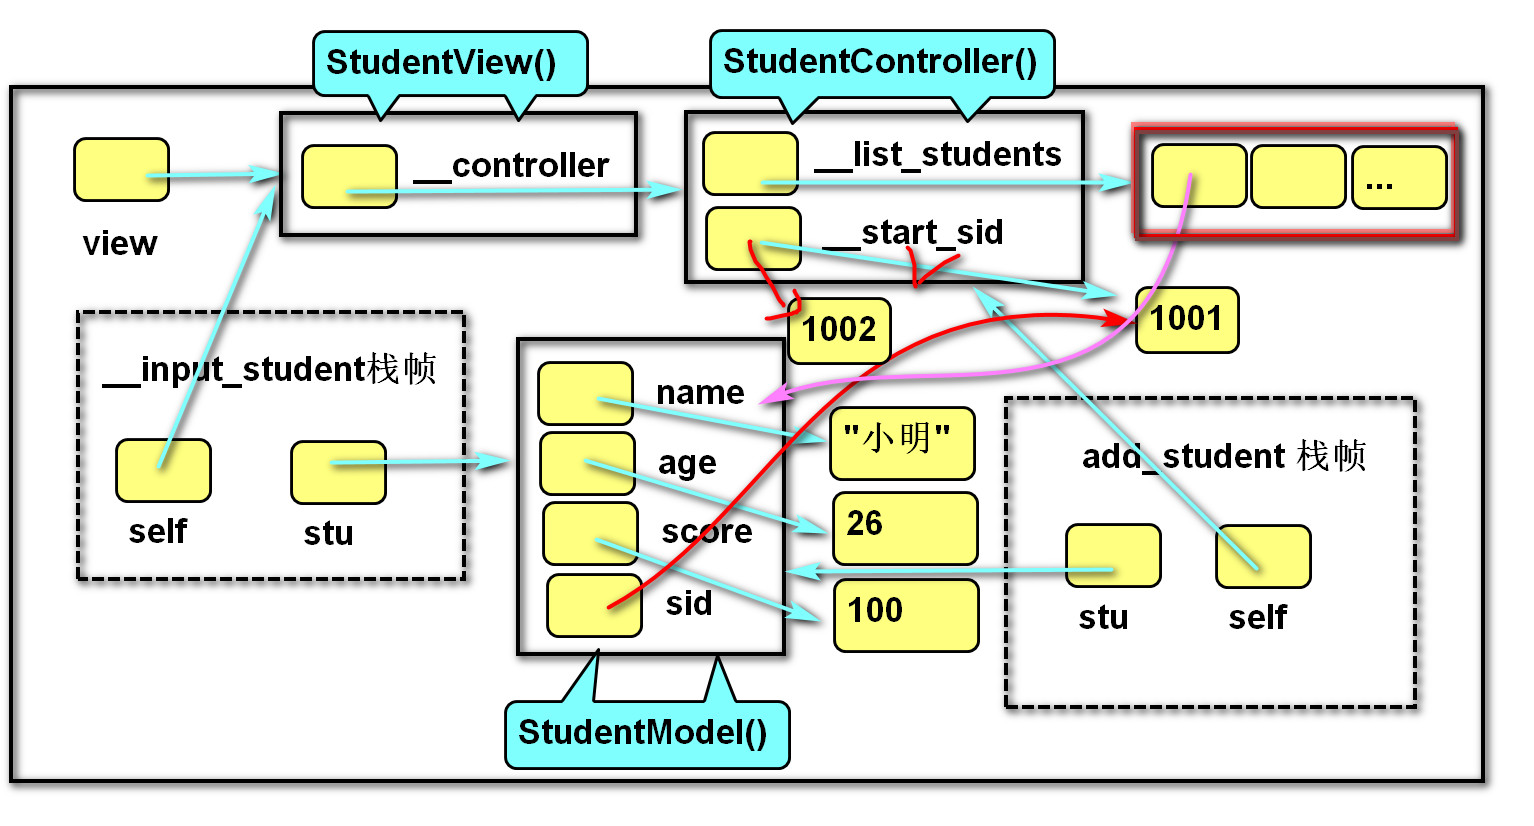 StudentView()
StudentController()
view
__controller
__list_students
...
__start_sid
1002
1001
__input_student栈帧
self
stu
name
age
score
sid
"小明"
26
100
add_student 栈帧
stu
self
StudentModel()